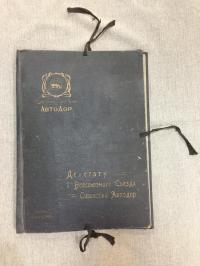 АвтоДор
Делегату
I Всесоюзного Съезда
Общества Автодор